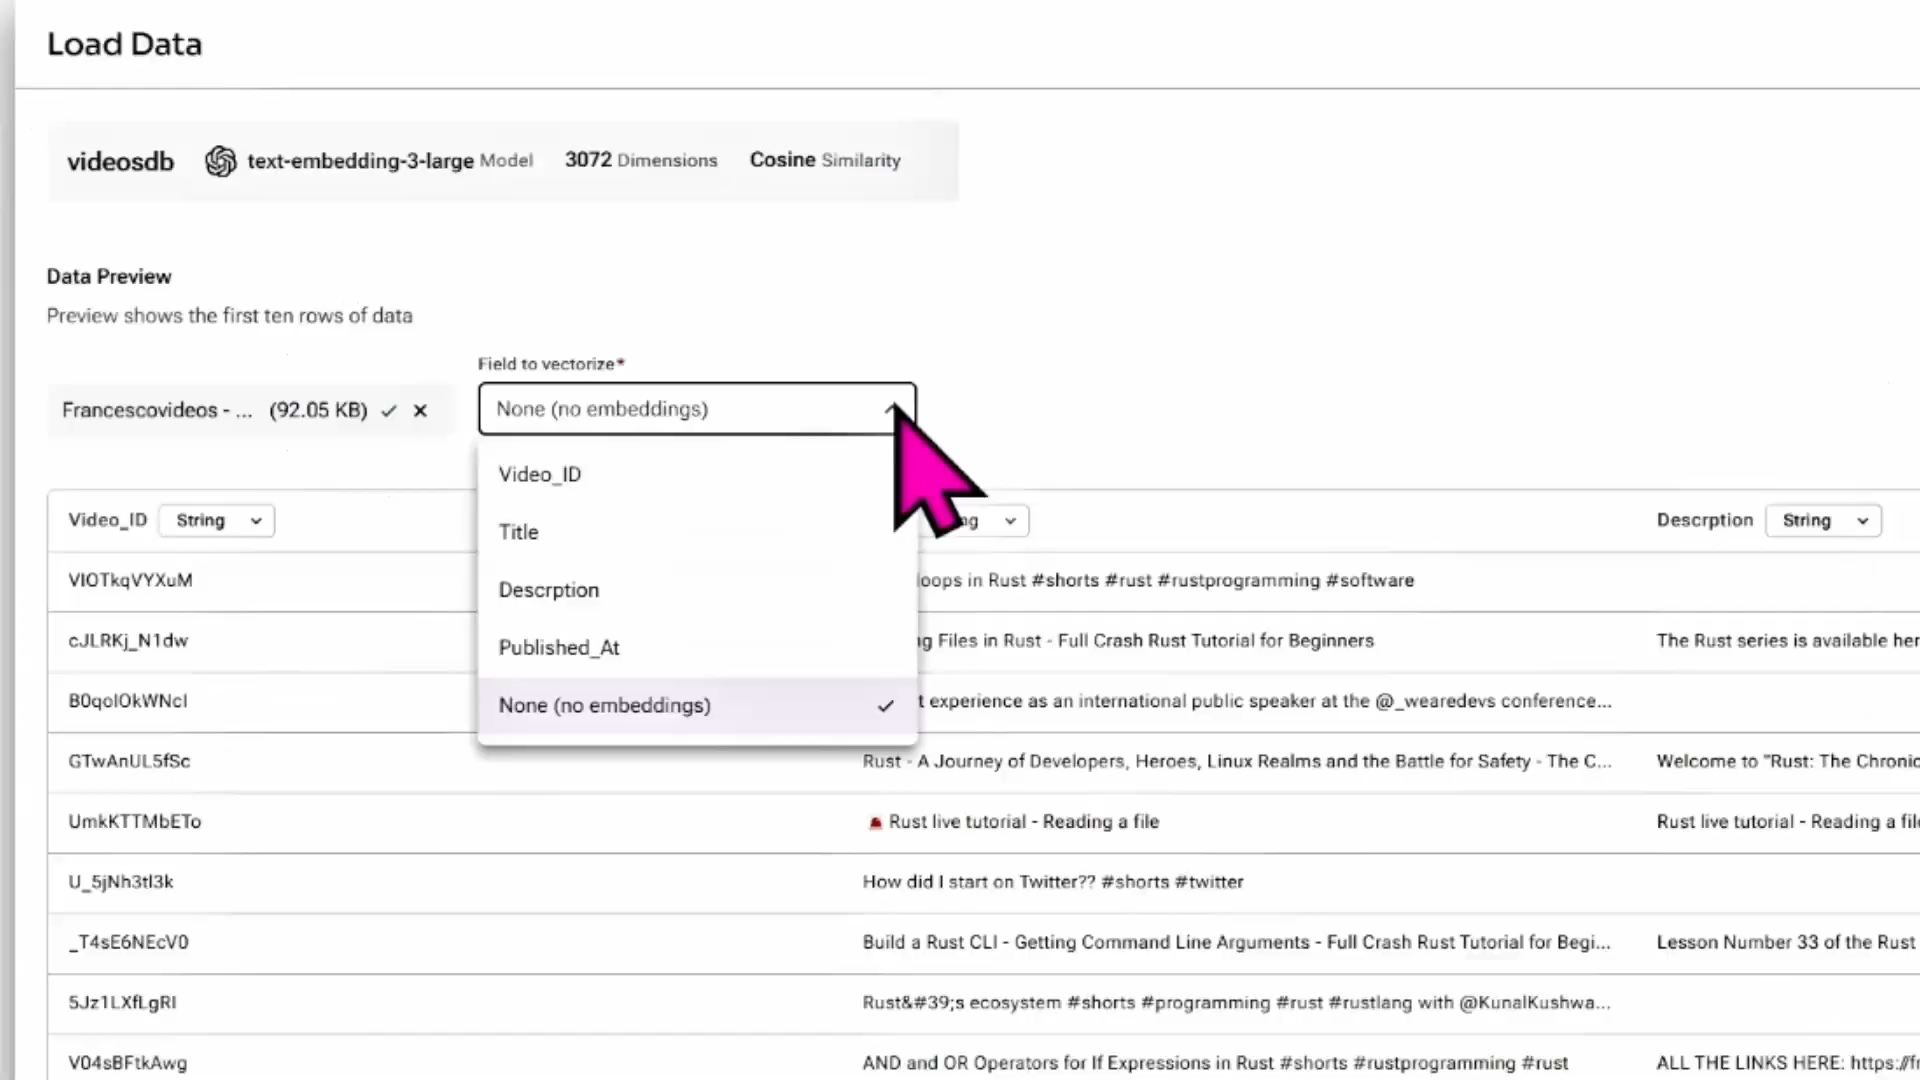 Load Data
videosdb text-embedding-3-large Model 3072 Dimensions Cosine Similarity
Data Preview
Preview shows the first ten rows of data
Field to vectorize*
Francescovideos - ... (92.05 KB)
None (no embeddings)
Video_ID
Title
Descrption
Published_At
None (no embeddings)
Video_ID String Descrption String
VIOTkqVYXuM loops in Rust #shorts #rust #rustprogramming #software
cJLRKj_N1dw Files in Rust - Full Crash Rust Tutorial for Beginners The Rust series is available
B0qoIOkWNcI experience as an international public speaker at the @_wearedevs conference...
GTwAnUL5fSc Rust - A Journey of Developers, Heroes, Linux Realms and the Battle for Safety - The C... Welcome to "Rust: The
UmkKTTMbETo Rust live tutorial - Reading a file Rust live tutorial - Reading a
U_5jNh3tI3k How did I start on Twitter?? #shorts #twitter
_T4sE6NEcV0 Build a Rust CLI - Getting Command Line Arguments - Full Crash Rust Tutorial for Begi... Lesson Number 33 of the Rust
5Jz1LXfLgRI Rust&#39;s ecosystem #shorts #programming #rust #rustlang with @KunalKushwa...
V04sBFtkAwg AND and OR Operators for If Expressions in Rust #shorts #rustprogramming #rust ALL THE LINKS HERE: